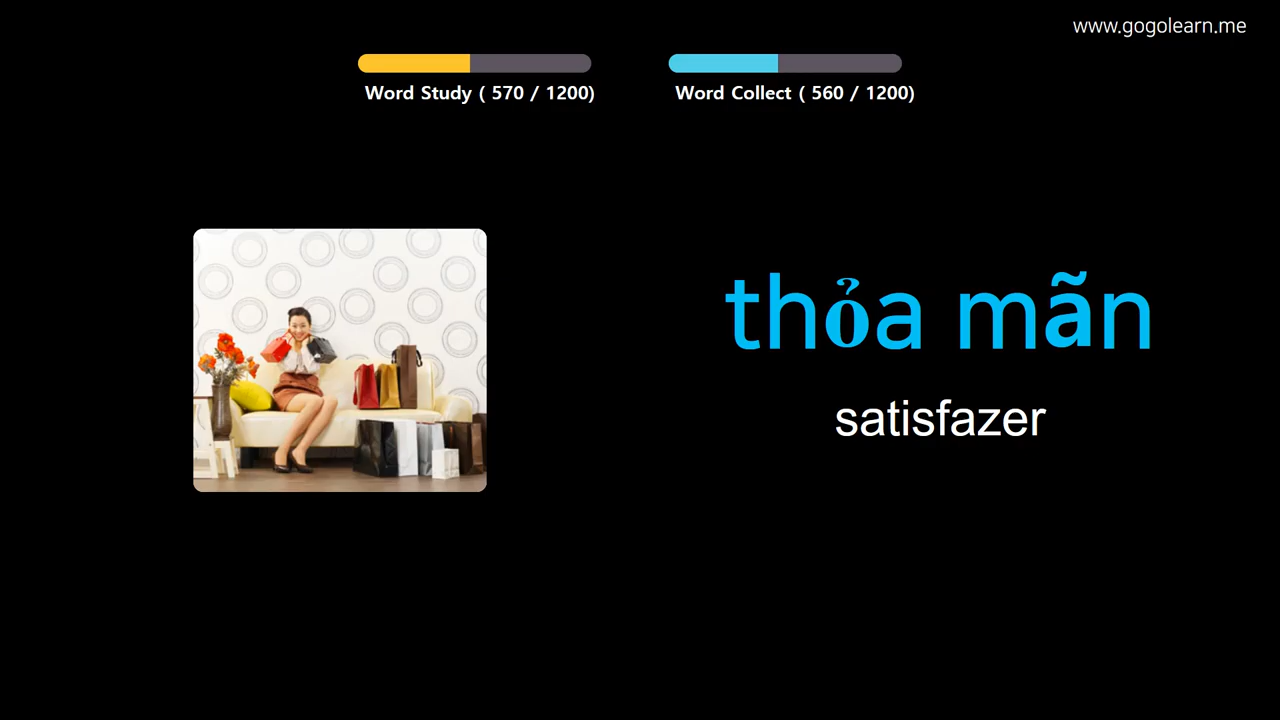 www.gogolearn.me
Word Study ( 570 / 1200)
Word Collect ( 560 / 1200)
thỏa mãn
satisfazer